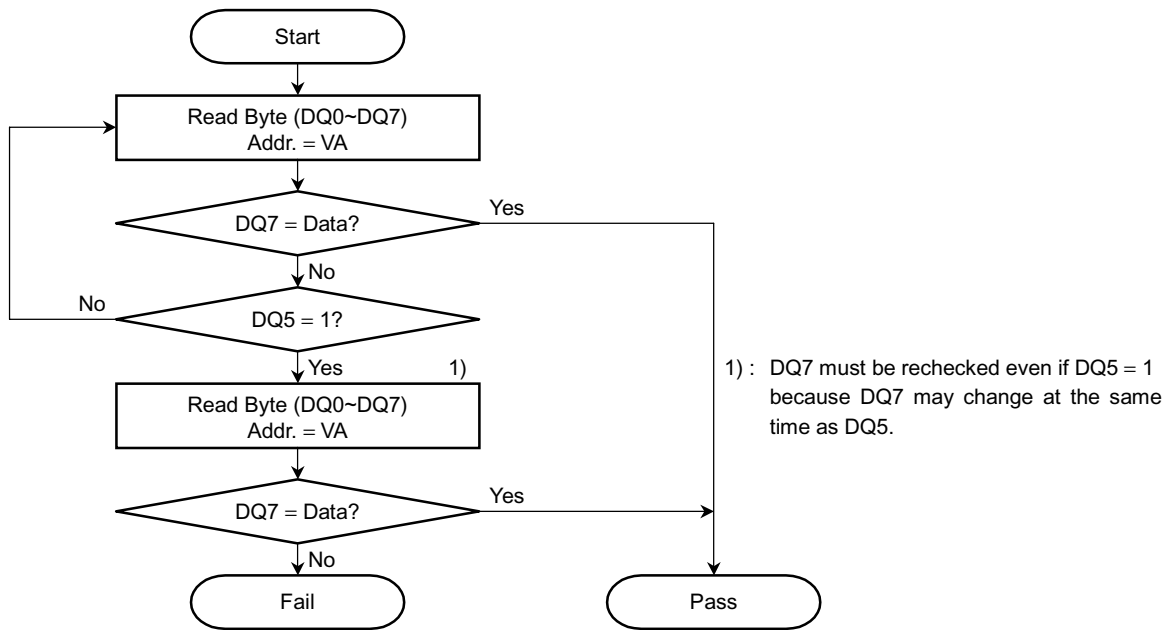 Start
Read Byte (DQ0~DQ7)
Addr. = VA
DQ7 = Data?
Yes
No
No
DQ5 = 1?
Yes
1)
Read Byte (DQ0~DQ7)
Addr. = VA
1) : DQ7 must be rechecked even if DQ5 = 1
because DQ7 may change at the same
time as DQ5.
DQ7 = Data?
Yes
No
Fail
Pass